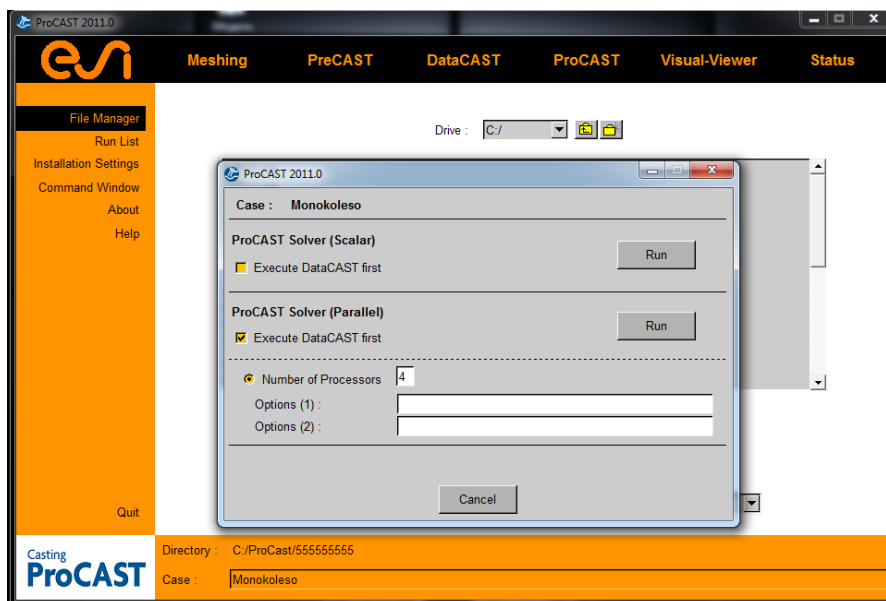 ProCAST 2011.0
esi Meshing PreCAST DataCAST ProCAST Visual-Viewer Status
File Manager
Drive : C:/
Run List
Installation Settings
Command Window
About
Help
ProCAST 2011.0
Case : Monokoleso
ProCAST Solver (Scalar)
Run
Execute DataCAST first
ProCAST Solver (Parallel)
Run
Execute DataCAST first
Number of Processors 4
Options (1) :
Options (2) :
Cancel
Quit
Casting
ProCAST
Directory : C:/ProCast/555555555
Case : Monokoleso